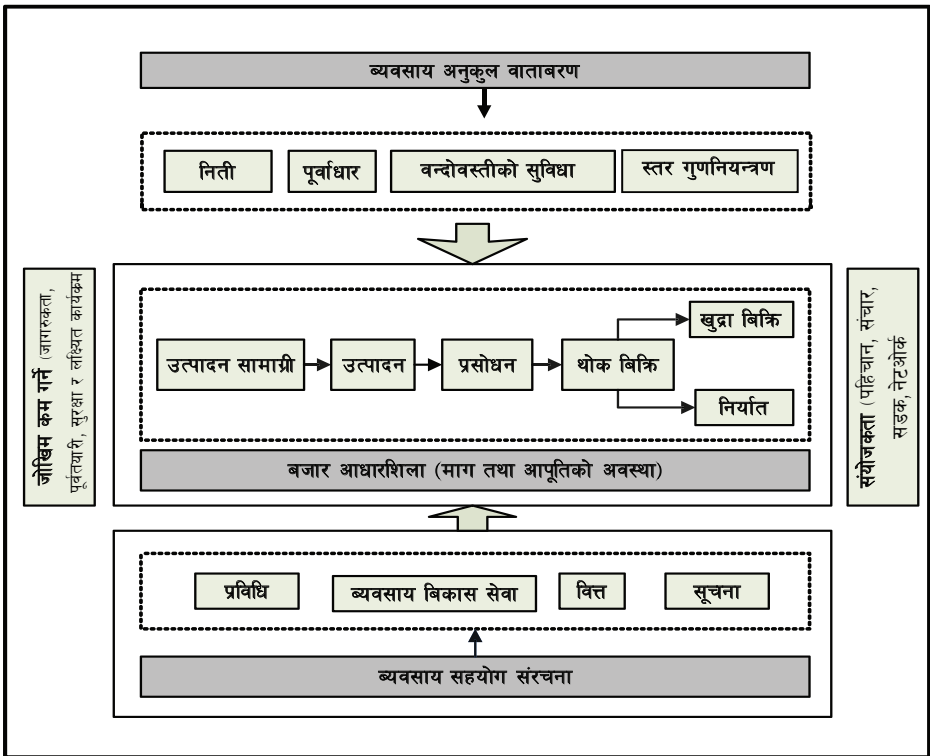 ब्यवसाय अनुकुल वाताबरण
निती
पूर्वाधार
वन्दोवस्तीको सुविधा
स्तर गुणनियन्त्रण
जोखिम कम गर्ने (जागरुकता,
पूर्वतयारी, सुरक्षा र लक्ष्यित कार्यकम
उत्पादन सामाग्री
उत्पादन
प्रसोधन
थोक बिक्रि
खुद्रा बिक्रि
निर्यात
बजार आधारशिला (माग तथा आपूतिको अवस्था)
संयोजकता (पहिचान, संचार,
सडक, नेटओर्क
प्रविधि
ब्यवसाय बिकास सेवा
वित्त
सूचना
ब्यवसाय सहयोग संरचना